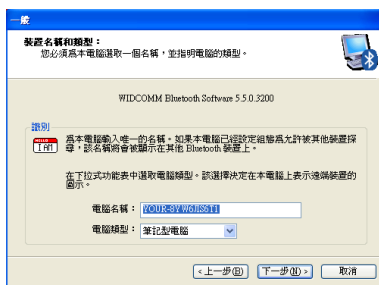 一般
裝置名稱和類型：
您必須為本電腦選取一個名稱，並指明電腦的類型。
WIDCOMM Bluetooth Software 5.5.0.3200
識別
HELLO
I AM
為本電腦輸入唯一的名稱。如果本電腦已經設定組態為允許被其他裝置探
尋，該名稱將會被顯示在其他 Bluetooth 裝置上。
在下拉式功能表中選取電腦類型。該選擇決定在本電腦上表示遠端裝置的
圖示。
電腦名稱： YOUR-8YW6JIS6T1
電腦類型： 筆記型電腦
<上一步(B) 下一步(N)> 取消